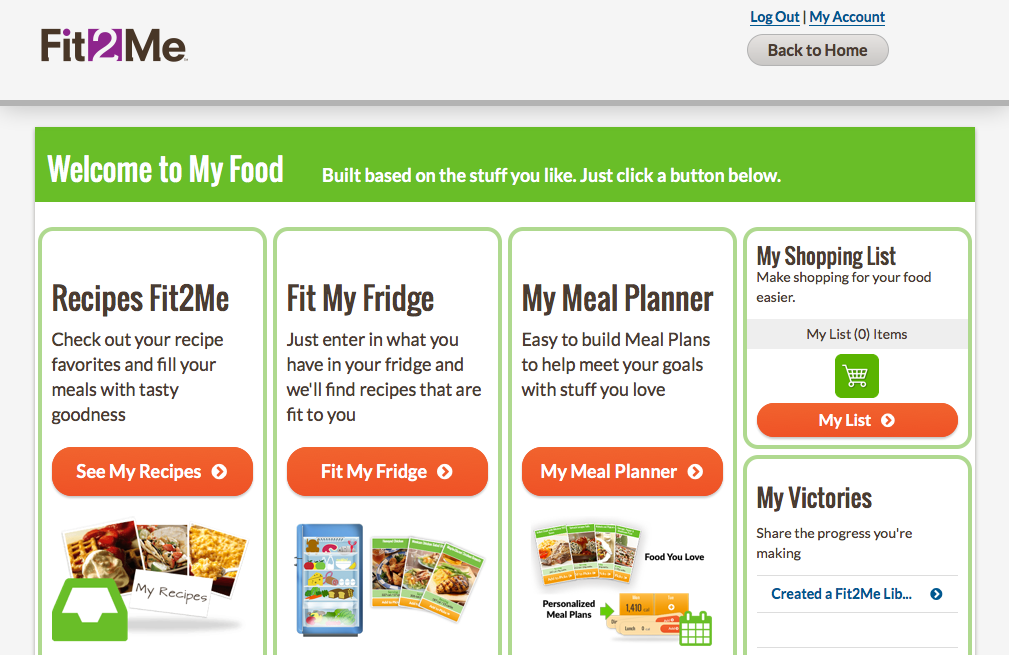 Fit2Me
Log Out | My Account
Back to Home
Welcome to My Food
Built based on the stuff you like. Just click a button below.
Recipes Fit2Me
Check out your recipe
favorites and fill your
meals with tasty
goodness
See My Recipes
My Recipes
Fit My Fridge
Just enter in what you
have in your fridge and
we'll find recipes that are
fit to you
Fit My Fridge
My Meal Planner
Easy to build Meal Plans
to help meet your goals
with stuff you love
My Meal Planner
Food You Love
Personalized
Meal Plans
1,410
Lunch
My Shopping List
Make shopping for your food
easier.
My List (0) Items
My List
My Victories
Share the progress you're
making
Created a Fit2Me Lib...